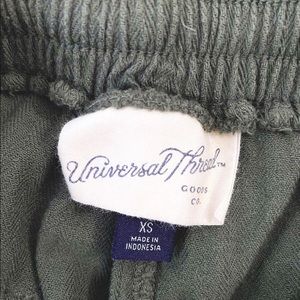 Universal Thread™
GOODS
CO.
XS
MADE IN
INDONESIA